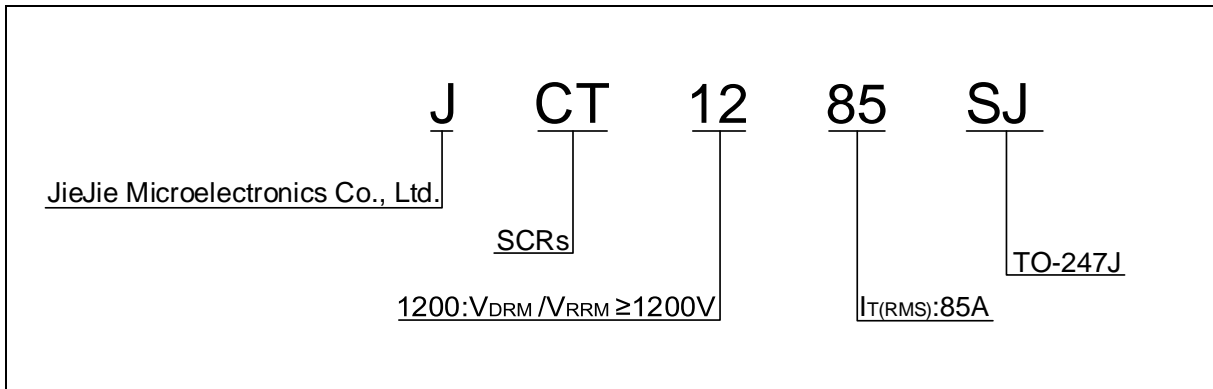 J CT 12 85 SJ
JieJie Microelectronics Co., Ltd.
SCRs
TO-247J
1200:VDRM /VRRM ≥1200V
IT(RMS):85A